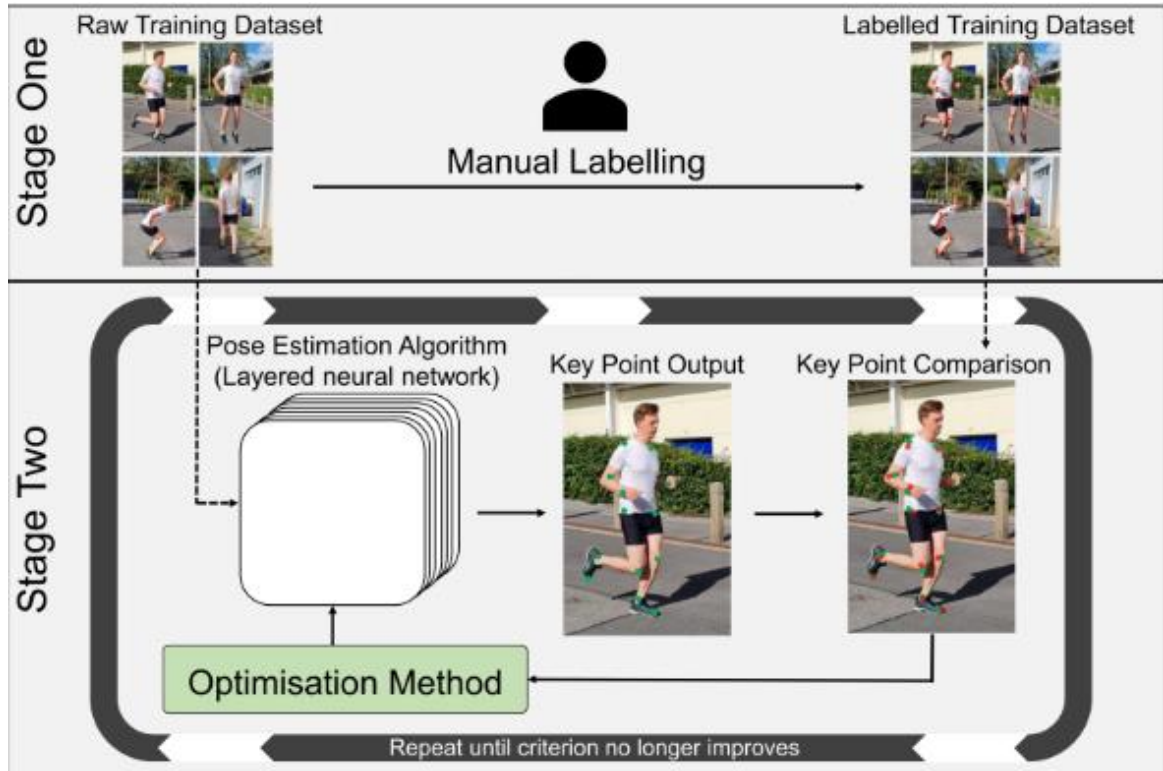 Raw Training Dataset
Labelled Training Dataset
Stage One
Manual Labelling
Stage Two
Pose Estimation Algorithm
(Layered neural network)
Key Point Output
Key Point Comparison
Optimisation Method
Repeat until criterion no longer improves